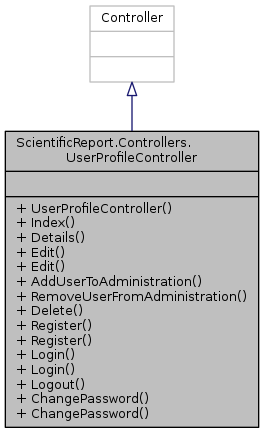 Controller
ScientificReport.Controllers.
UserProfileController
+ UserProfileController()
+ Index()
+ Details()
+ Edit()
+ Edit()
+ AddUserToAdministration()
+ RemoveUserFromAdministration()
+ Delete()
+ Register()
+ Register()
+ Login()
+ Login()
+ Logout()
+ ChangePassword()
+ ChangePassword()